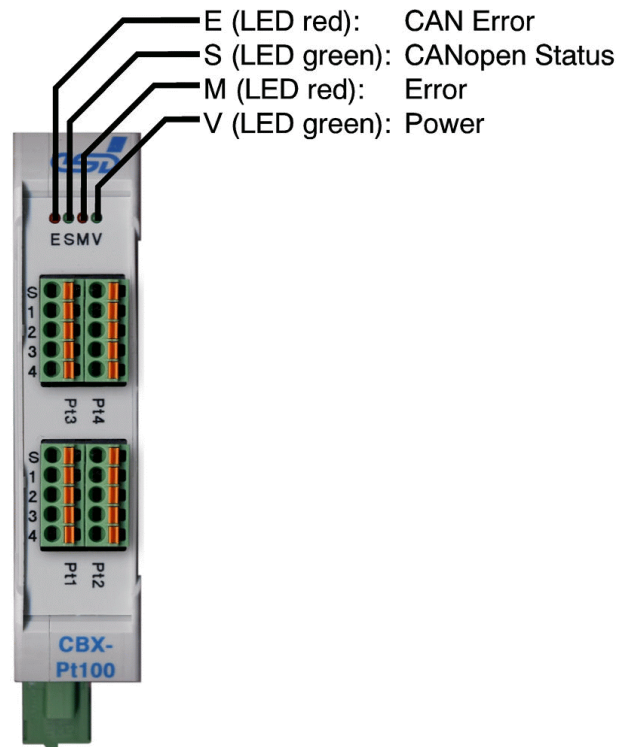 E (LED red): CAN Error
S (LED green): CANopen Status
M (LED red): Error
V (LED green): Power
esd
E S M V
S
1
2
3
4
Pt3 Pt4
S
1
2
3
4
Pt1 Pt2
CBX-
Pt100